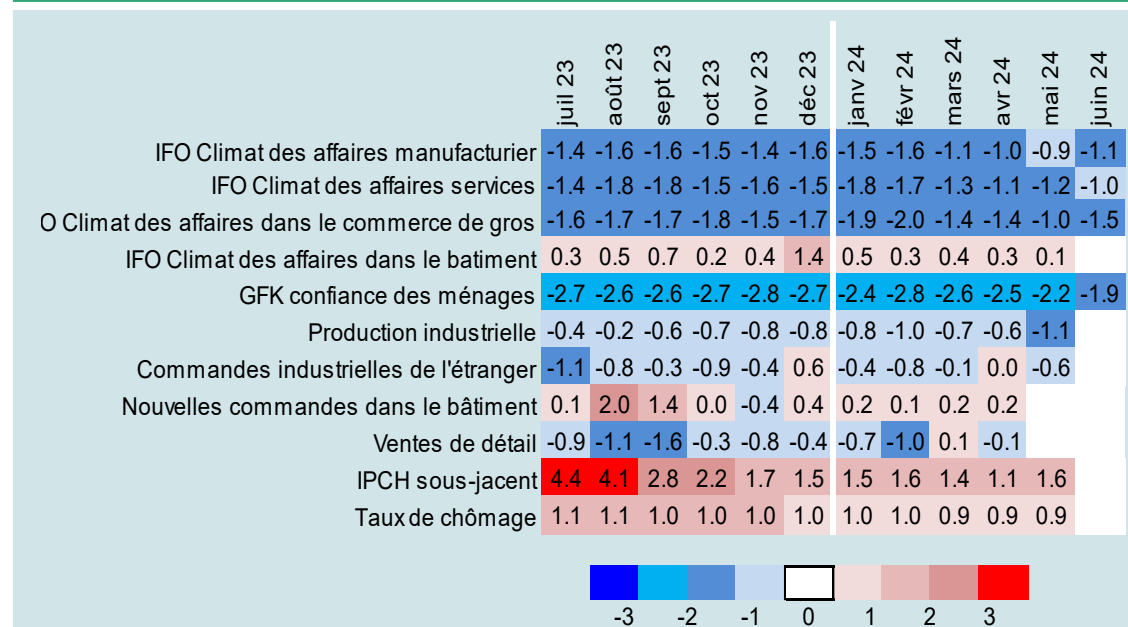 juil 23 août 23 sept 23 oct 23 nov 23 déc 23 janv 24 févr 24 mars 24 avr 24 mai 24 juin 24
IFO Climat des affaires manufacturier -1.4 -1.6 -1.6 -1.5 -1.4 -1.6 -1.5 -1.6 -1.1 -1.0 -0.9 -1.1
IFO Climat des affaires services -1.4 -1.8 -1.8 -1.5 -1.6 -1.5 -1.8 -1.7 -1.3 -1.1 -1.2 -1.0
O Climat des affaires dans le commerce de gros -1.6 -1.7 -1.7 -1.8 -1.5 -1.7 -1.9 -2.0 -1.4 -1.4 -1.0 -1.5
IFO Climat des affaires dans le batiment 0.3 0.5 0.7 0.2 0.4 1.4 0.5 0.3 0.4 0.3 0.1
GFK confiance des ménages -2.7 -2.6 -2.6 -2.7 -2.8 -2.7 -2.4 -2.8 -2.6 -2.5 -2.2 -1.9
Production industrielle -0.4 -0.2 -0.6 -0.7 -0.8 -0.8 -0.8 -1.0 -0.7 -0.6 -1.1
Commandes industrielles de l'étranger -1.1 -0.8 -0.3 -0.9 -0.4 0.6 -0.4 -0.8 -0.1 0.0 -0.6
Nouvelles commandes dans le bâtiment 0.1 2.0 1.4 0.0 -0.4 0.4 0.2 0.1 0.2 0.2
Ventes de détail -0.9 -1.1 -1.6 -0.3 -0.8 -0.4 -0.7 -1.0 0.1 -0.1
IPCH sous-jacent 4.4 4.1 2.8 2.2 1.7 1.5 1.5 1.6 1.4 1.1 1.6
Taux de chômage 1.1 1.1 1.0 1.0 1.0 1.0 1.0 1.0 0.9 0.9 0.9
-3 -2 -1 0 1 2 3